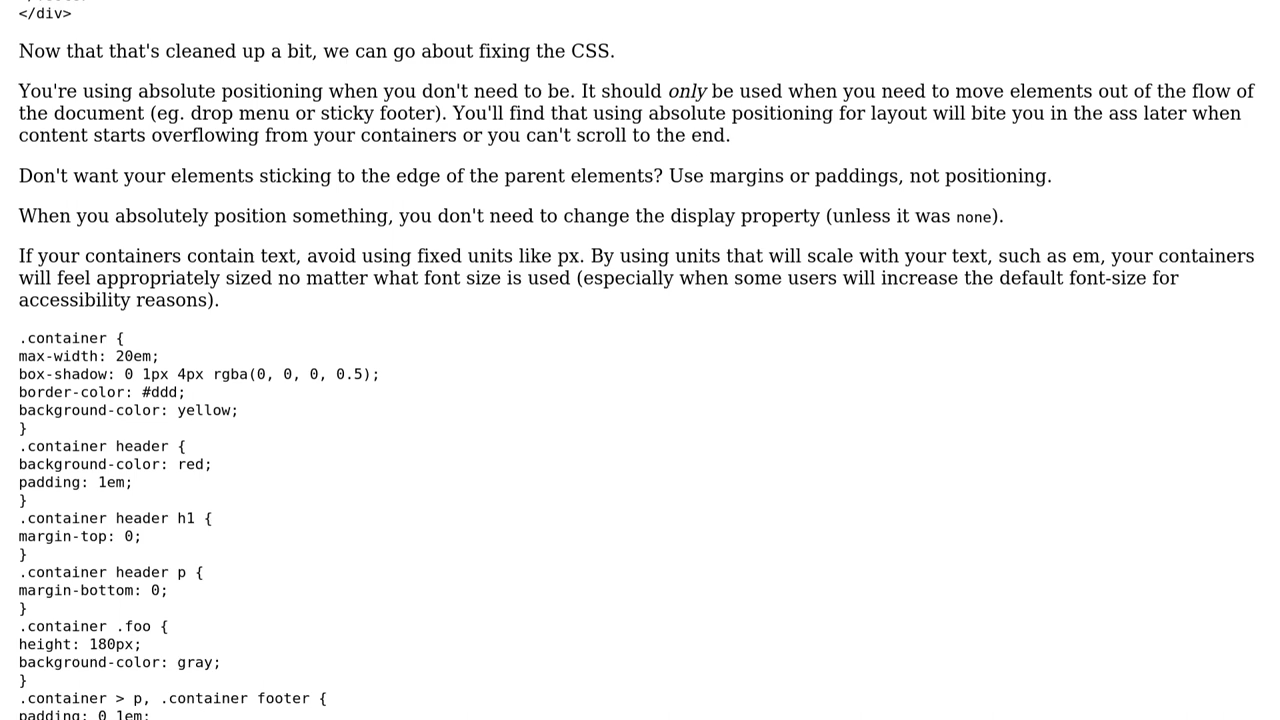 </div>
Now that that's cleaned up a bit, we can go about fixing the CSS.
You're using absolute positioning when you don't need to be. It should only be used when you need to move elements out of the flow of
the document (eg. drop menu or sticky footer). You'll find that using absolute positioning for layout will bite you in the ass later when
content starts overflowing from your containers or you can't scroll to the end.
Don't want your elements sticking to the edge of the parent elements? Use margins or paddings, not positioning.
When you absolutely position something, you don't need to change the display property (unless it was none).
If your containers contain text, avoid using fixed units like px. By using units that will scale with your text, such as em, your containers
will feel appropriately sized no matter what font size is used (especially when some users will increase the default font-size for
accessibility reasons).
.container {
max-width: 20em;
box-shadow: 0 1px 4px rgba(0, 0, 0, 0.5);
border-color: #ddd;
background-color: yellow;
}
.container header {
background-color: red;
padding: 1em;
}
.container header h1 {
margin-top: 0;
}
.container header p {
margin-bottom: 0;
}
.container .foo {
height: 180px;
background-color: gray;
}
.container > p, .container footer {
padding: 0 1em;